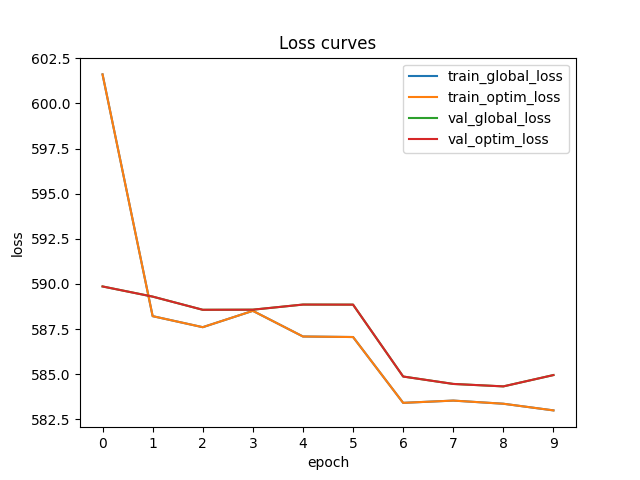 Loss curves
602.5
600.0
597.5
595.0
592.5
590.0
587.5
585.0
582.5
loss
train_global_loss
train_optim_loss
val_global_loss
val_optim_loss
0 1 2 3 4 5 6 7 8 9
epoch